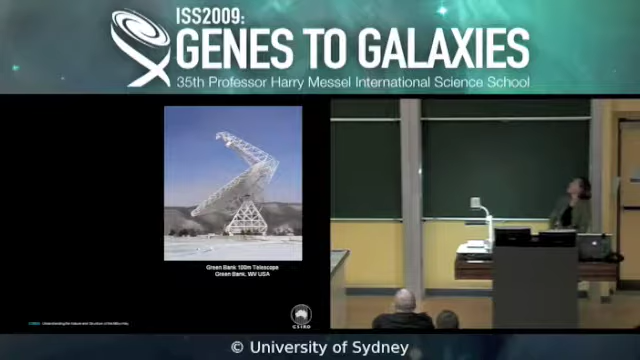 ISS2009:
GENES TO GALAXIES
35th Professor Harry Messel International Science School
Green Bank 100m Telescope
Green Bank, WV USA
CSIRO
© University of Sydney